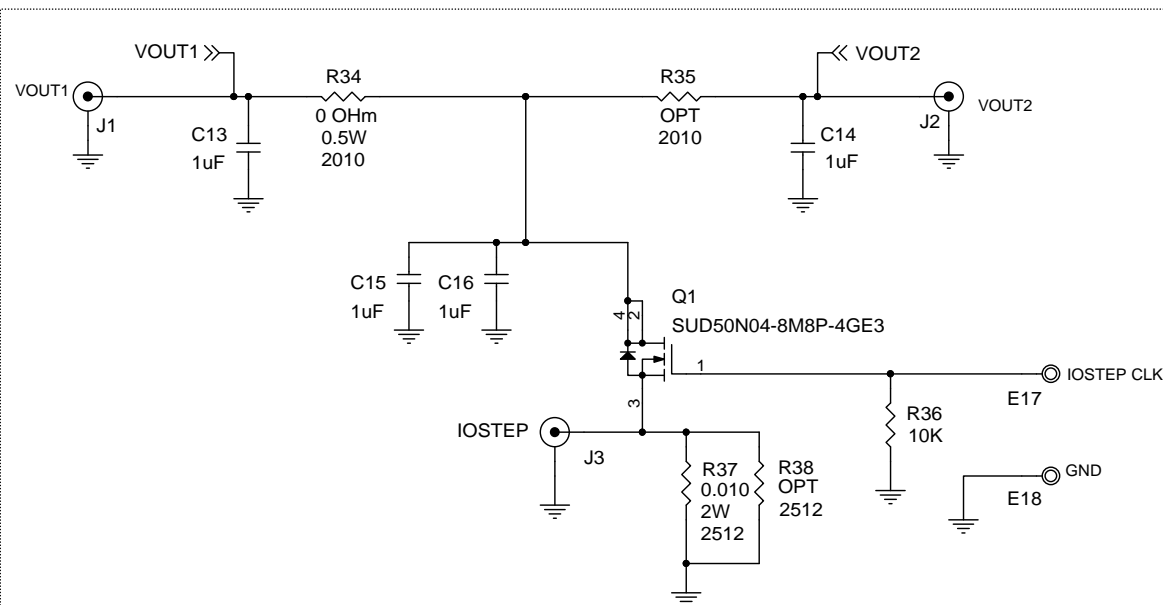 VOUT1
VOUT2
VOUT1
R34
0 OHm
0.5W
2010
R35
OPT
2010
VOUT2
J1
J2
C13
1uF
C14
1uF
C15
1uF
C16
1uF
Q1
SUD50N04-8M8P-4GE3
4
2
1
3
IOSTEP CLK
E17
R36
10K
IOSTEP
J3
R37
0.010
2W
2512
R38
OPT
2512
GND
E18